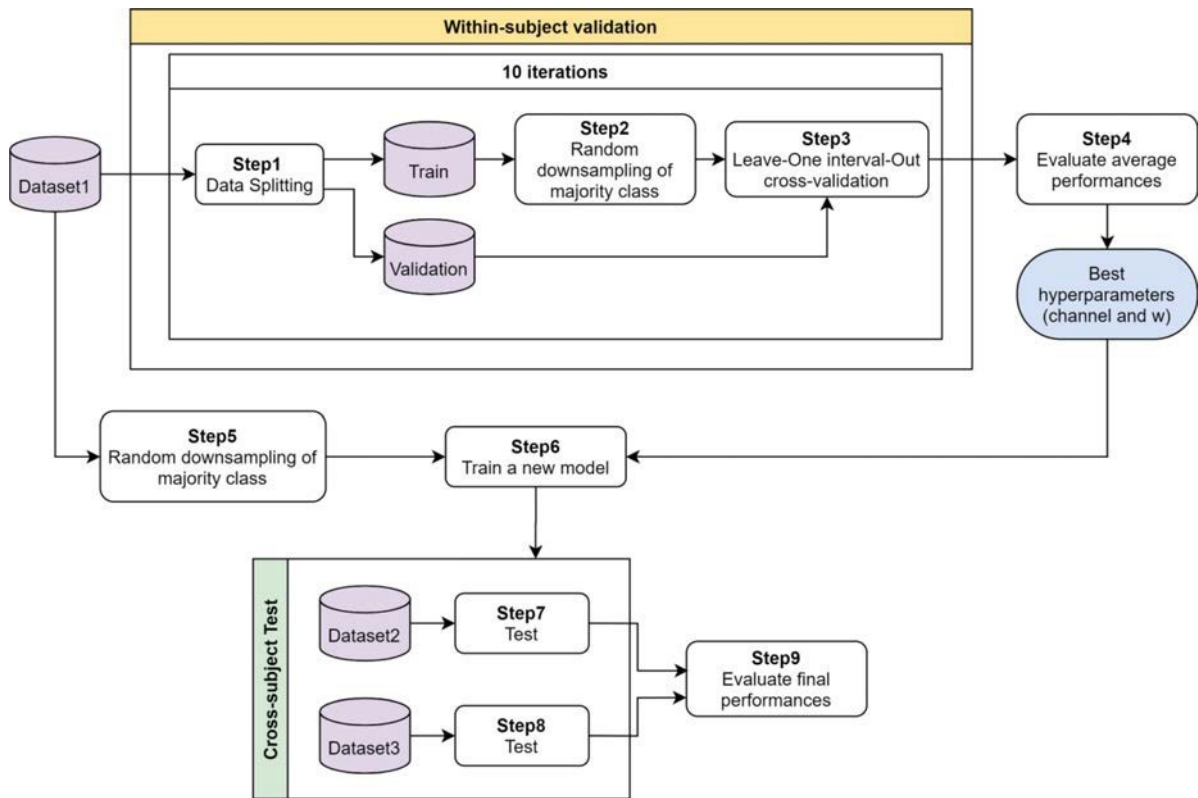 Within-subject validation
10 iterations
Dataset1
Step1
Data Splitting
Train
Validation
Step2
Random
downsampling of
majority class
Step3
Leave-One interval-Out
cross-validation
Step4
Evaluate average
performances
Best
hyperparameters
(channel and w)
Step5
Random downsampling of
majority class
Step6
Train a new model
Cross-subject Test
Dataset2
Step7
Test
Dataset3
Step8
Test
Step9
Evaluate final
performances